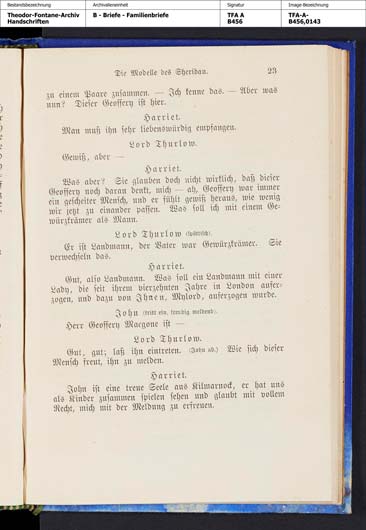 Bestandsbezeichnung
Theodor-Fontane-Archiv
Handschriften
Archivalieneinheit
B - Briefe - Familienbriefe
Signatur
TFA A
B456
Image-Bezeichnung
TFA-A-
B456,0143
Die Modelle des Sheridan. 23
zu einem Paare zusammen. — Ich kenne das. — Aber was
nun? Dieser Geoffery ist hier.
Harriet.
Man muß ihn sehr liebenswürdig empfangen.
Lord Thurlow.
Gewiß, aber —
Harriet.
Was aber? Sie glauben doch nicht wirklich, daß dieser
Geoffery noch daran denkt, mich — ah, Geoffery war immer
ein gescheiter Mensch, und er fühlt gewiß heraus, wie wenig
wir jetzt zu einander passen. Was soll ich mit einem Ge-
würzkrämer als Mann.
Lord Thurlow (spöttisch).
Er ist Landmann, der Vater war Gewürzkrämer. Sie
verwechseln das.
Harriet.
Gut, also Landmann. Was soll ein Landmann mit einer
Lady, die seit ihrem vierzehnten Jahre in London aufer-
zogen, und dazu von Ihnen, Mylord, auferzogen wurde.
John (tritt ein, freudig meldend).
Herr Geoffery Macgone ist —
Lord Thurlow.
Gut, gut; laß ihn eintreten. (John ab.) Wie sich dieser
Mensch freut, ihn zu melden.
Harriet.
John ist eine treue Seele aus Kilmarnock, er hat uns
als Kinder zusammen spielen sehen und glaubt mit vollem
Recht, mich mit der Meldung zu erfreuen.